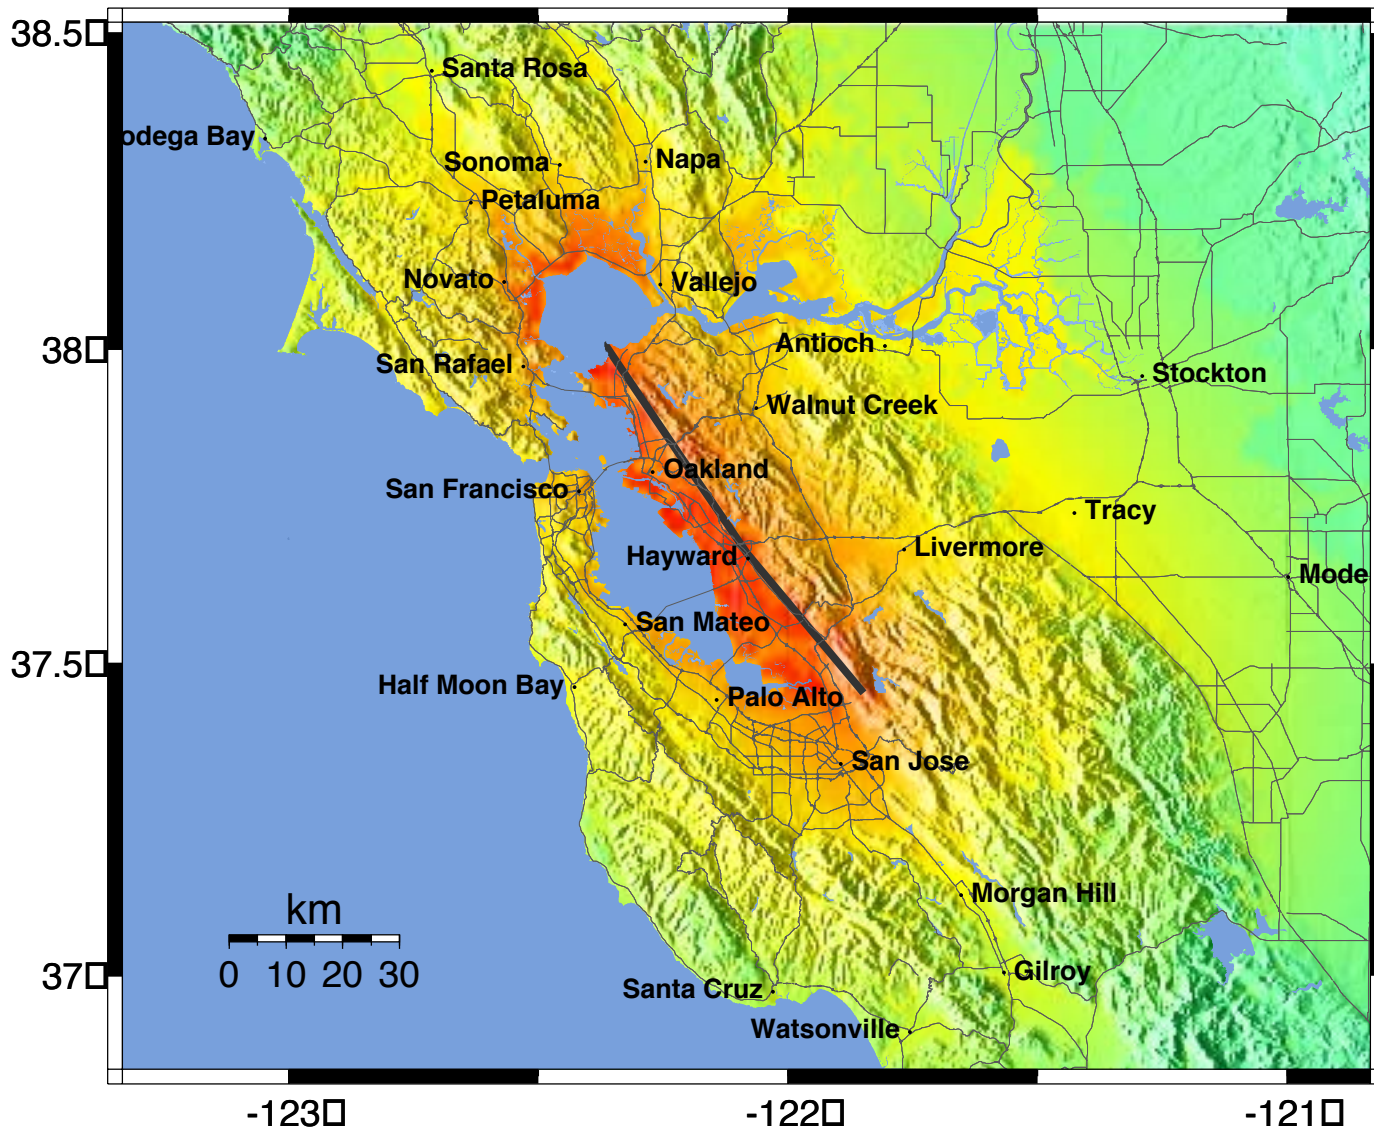 38.5
Santa Rosa
odega Bay
Sonoma
Napa
Petaluma
Novato
Vallejo
38
Antioch
San Rafael
Stockton
Walnut Creek
Oakland
San Francisco
Tracy
Livermore
Hayward
Mode
San Mateo
37.5
Half Moon Bay
Palo Alto
San Jose
Morgan Hill
km
0 10 20 30
37
Gilroy
Santa Cruz
Watsonville
-123
-122
-121